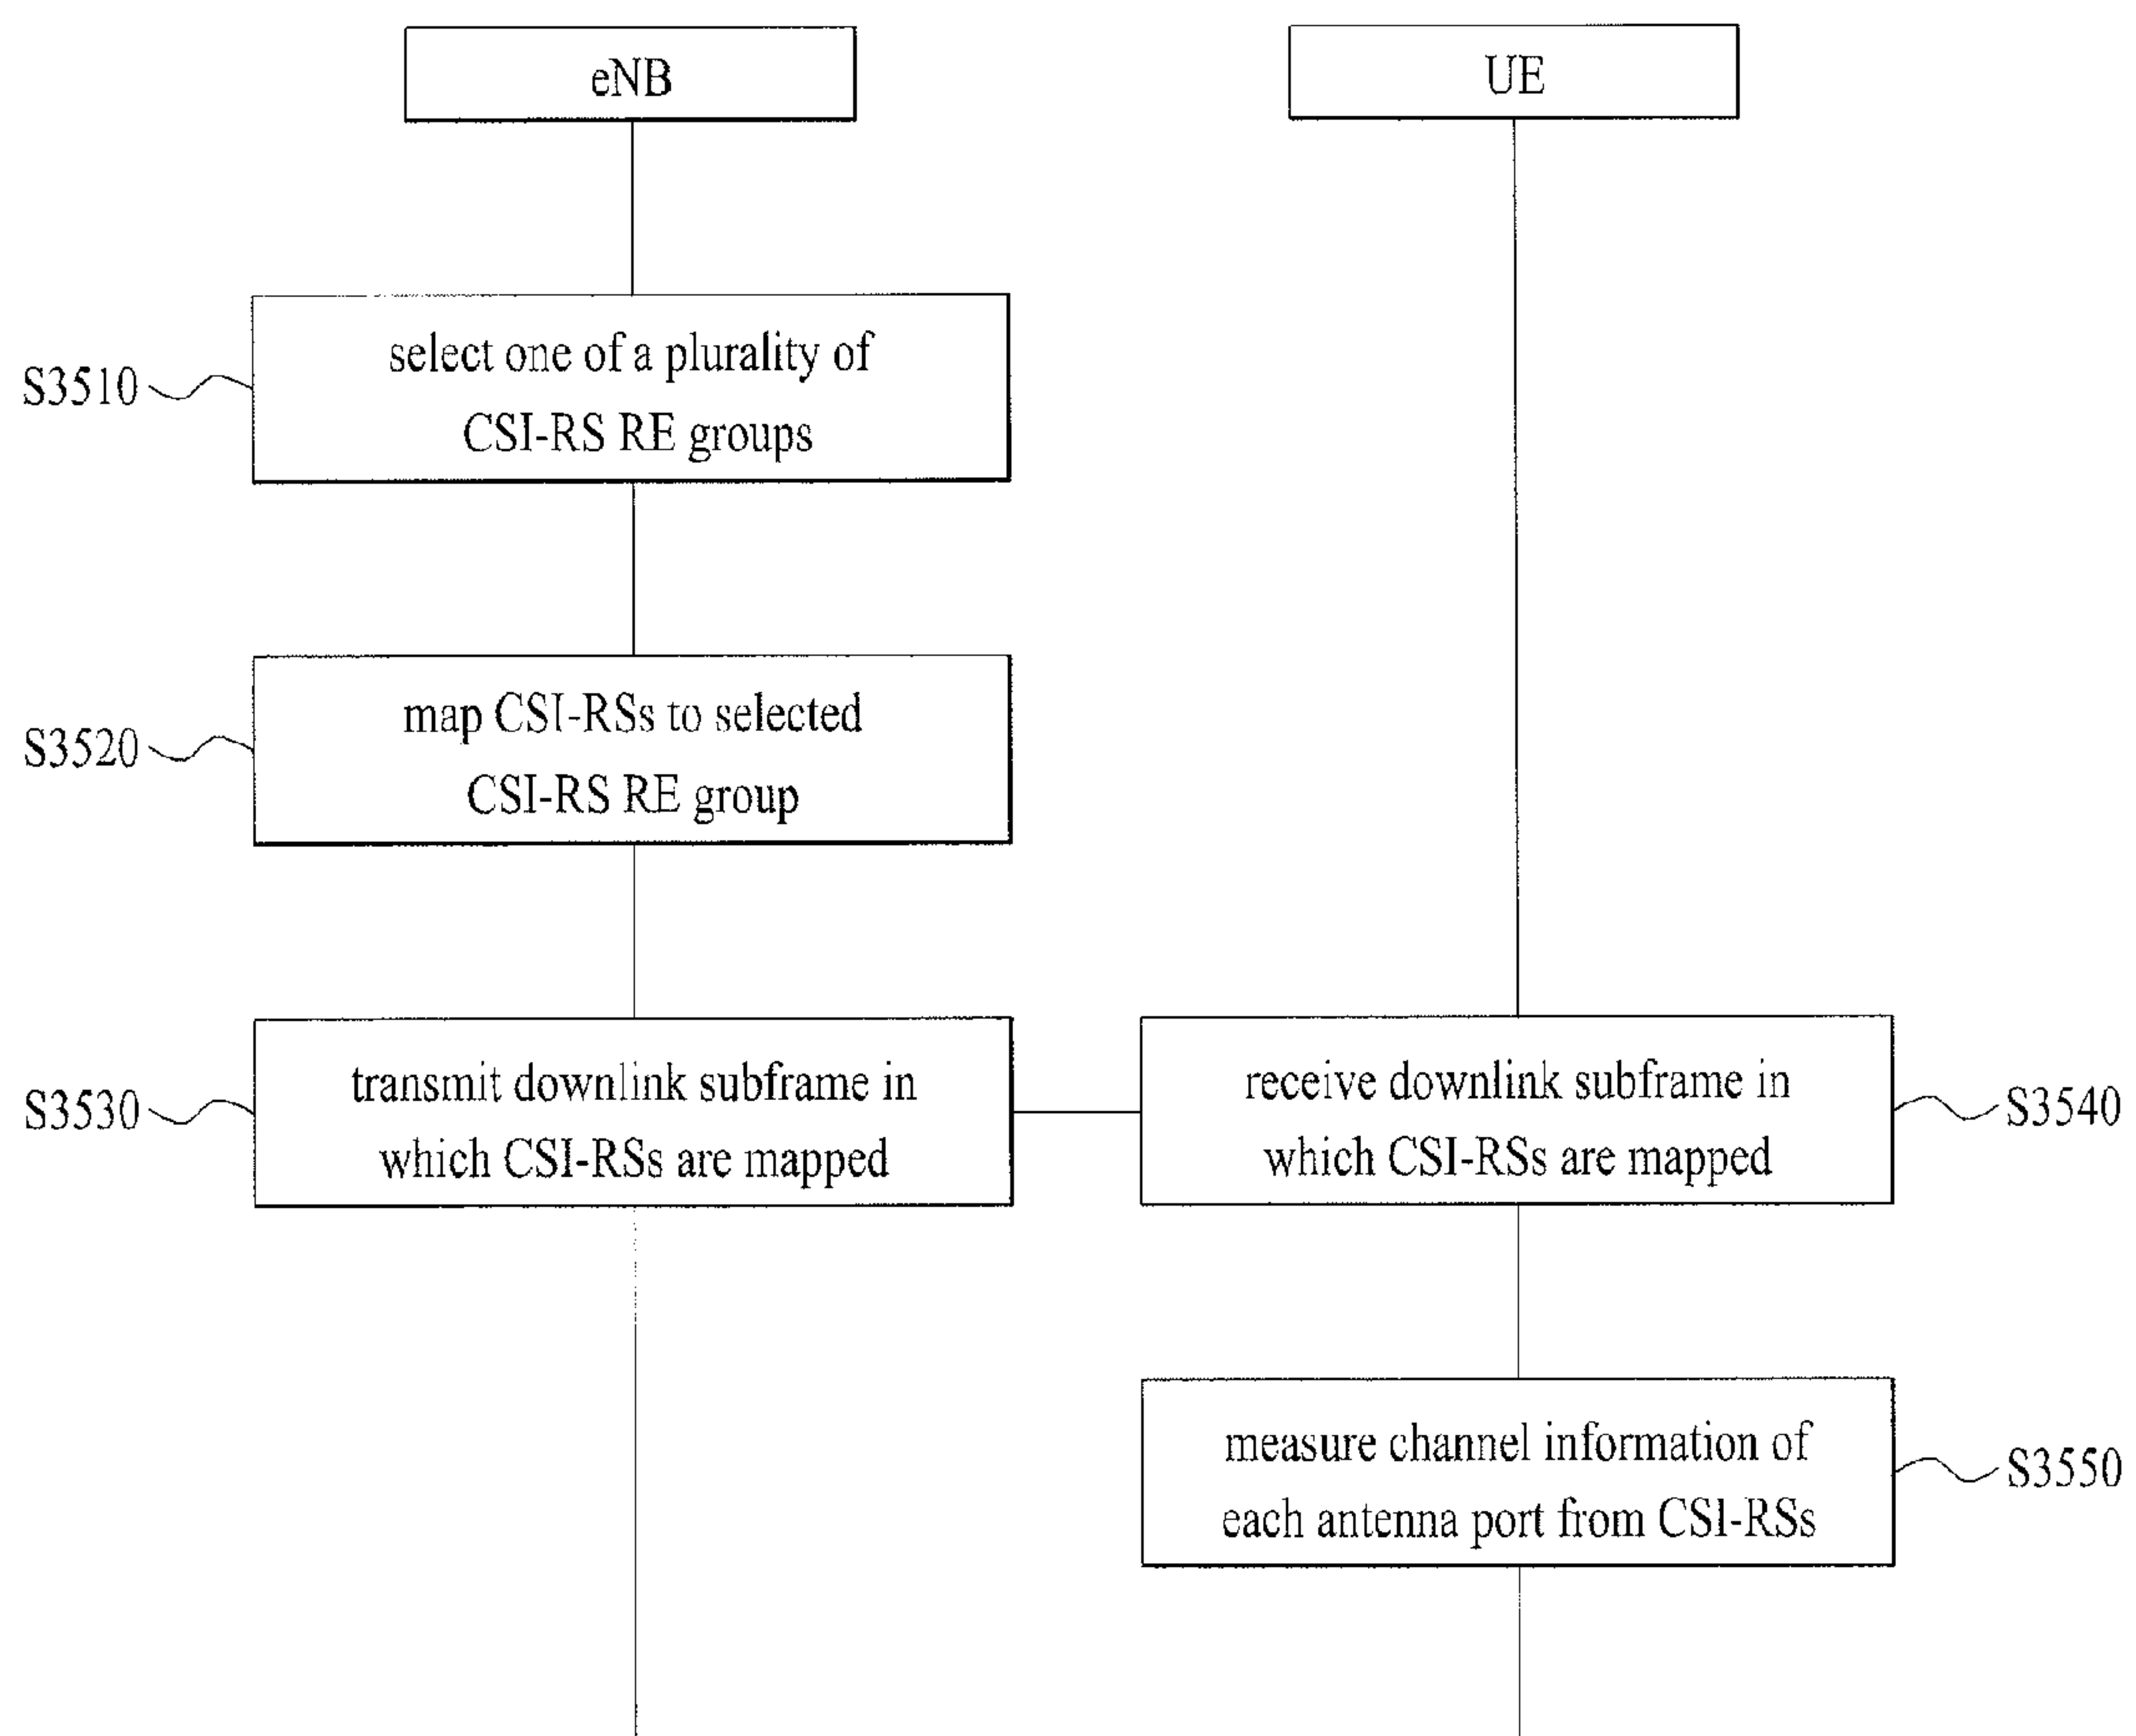 eNB
UE
S3510
select one of a plurality of
CSI-RS RE groups
S3520
map CSI-RSs to selected
CSI-RS RE group
S3530
transmit downlink subframe in
which CSI-RSs are mapped
receive downlink subframe in
which CSI-RSs are mapped
S3540
measure channel information of
each antenna port from CSI-RSs
S3550